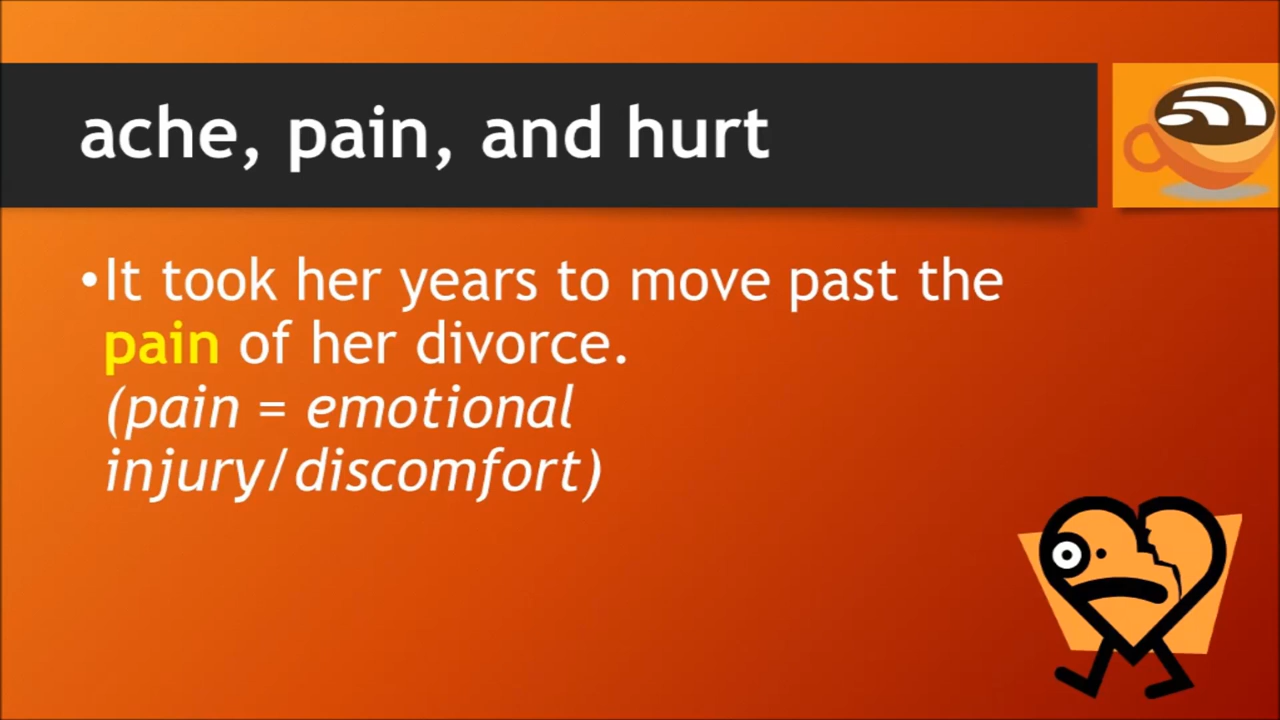 ache, pain, and hurt
•It took her years to move past the
pain of her divorce.
(pain = emotional
injury/discomfort)